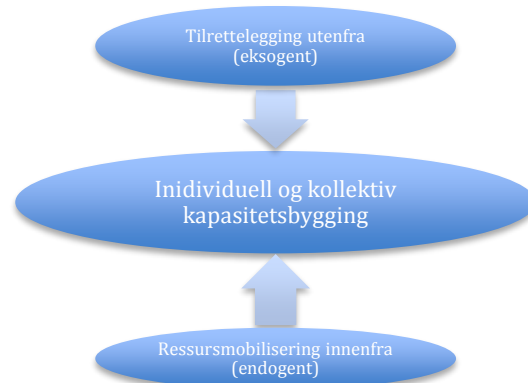 Tilrettelegging utenfra
(eksogent)
Inidividuell og kollektiv
kapasitetsbygging
Ressursmobilisering innenfra
(endogent)